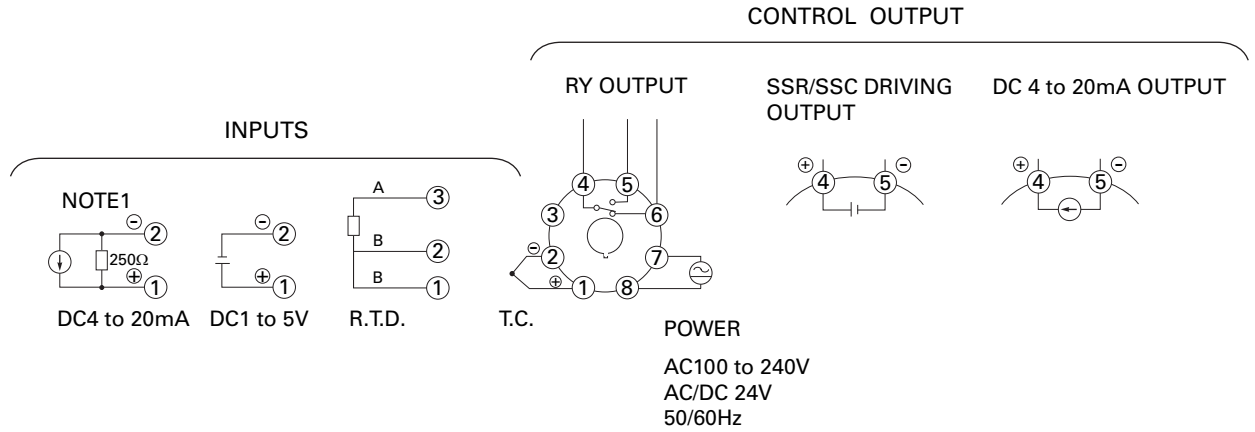 CONTROL OUTPUT
RY OUTPUT
SSR/SSC DRIVING
OUTPUT
DC 4 to 20mA OUTPUT
INPUTS
NOTE1
⊖ 2
250Ω
⊕ 1
DC4 to 20mA
⊖ 2
⊕ 1
DC1 to 5V
A 3
B 2
B 1
R.T.D.
4 5
3 6
⊖ 2 7
⊕ 1 8
T.C.
⊕ 4 5 ⊖
⊕ 4 5 ⊖
POWER
AC100 to 240V
AC/DC 24V
50/60Hz